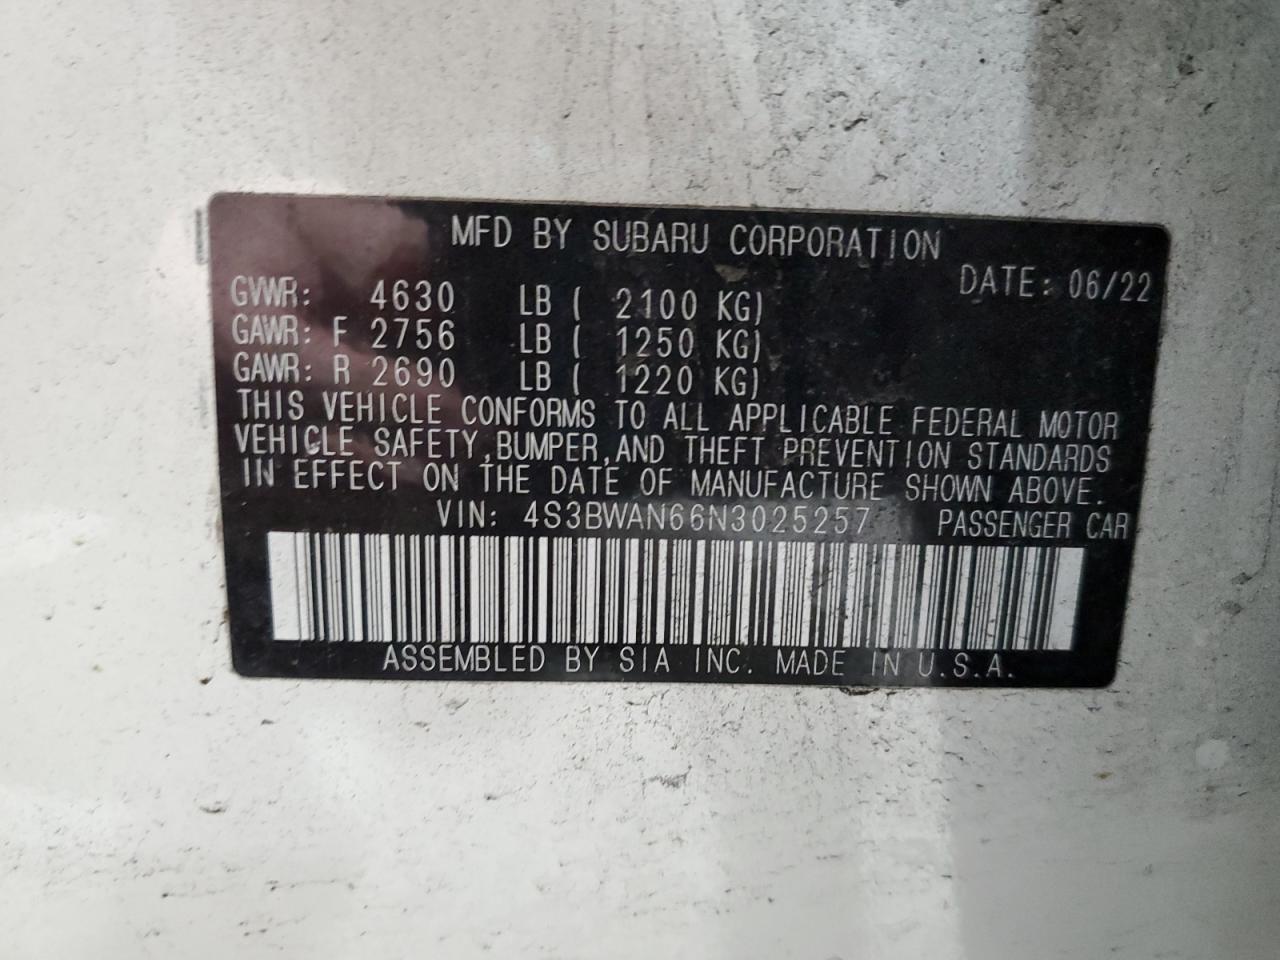 MFD BY SUBARU CORPORATION
DATE: 06/22
GVWR: 4630 LB ( 2100 KG)
GAWR: F 2756 LB ( 1250 KG)
GAWR: R 2690 LB ( 1220 KG)
THIS VEHICLE CONFORMS TO ALL APPLICABLE FEDERAL MOTOR
VEHICLE SAFETY,BUMPER,AND THEFT PREVENTION STANDARDS
IN EFFECT ON THE DATE OF MANUFACTURE SHOWN ABOVE.
VIN: 4S3BWAN66N3025257 PASSENGER CAR
ASSEMBLED BY SIA INC. MADE IN U.S.A.